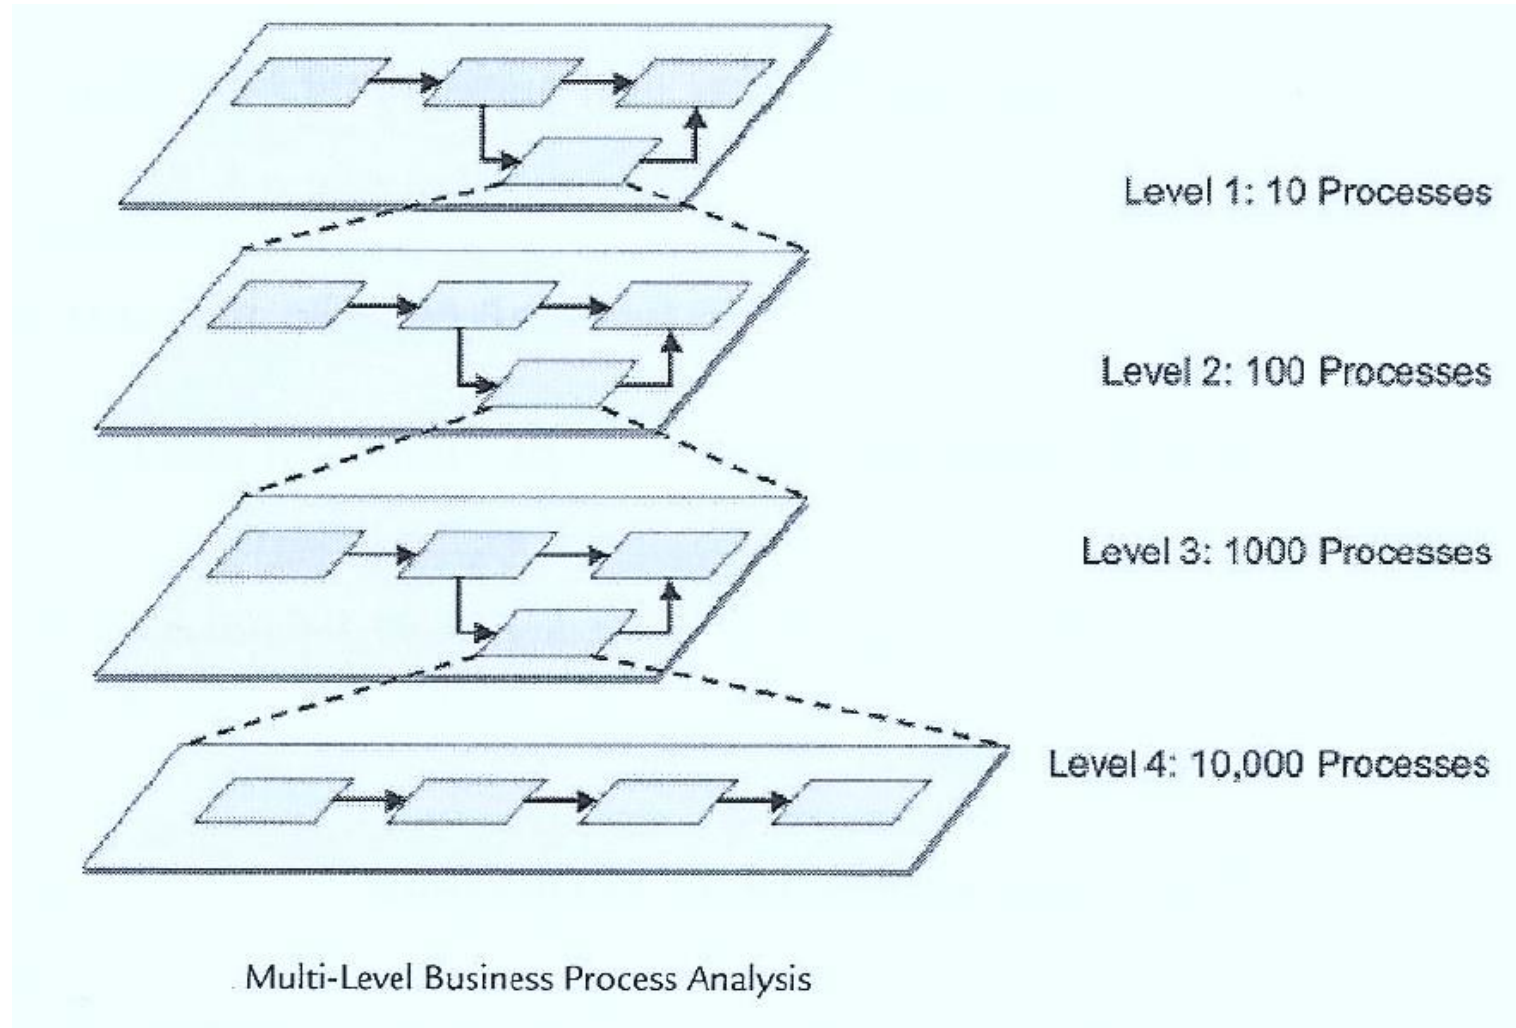 Level 1: 10 Processes
Level 2: 100 Processes
Level 3: 1000 Processes
Level 4: 10,000 Processes
Multi-Level Business Process Analysis